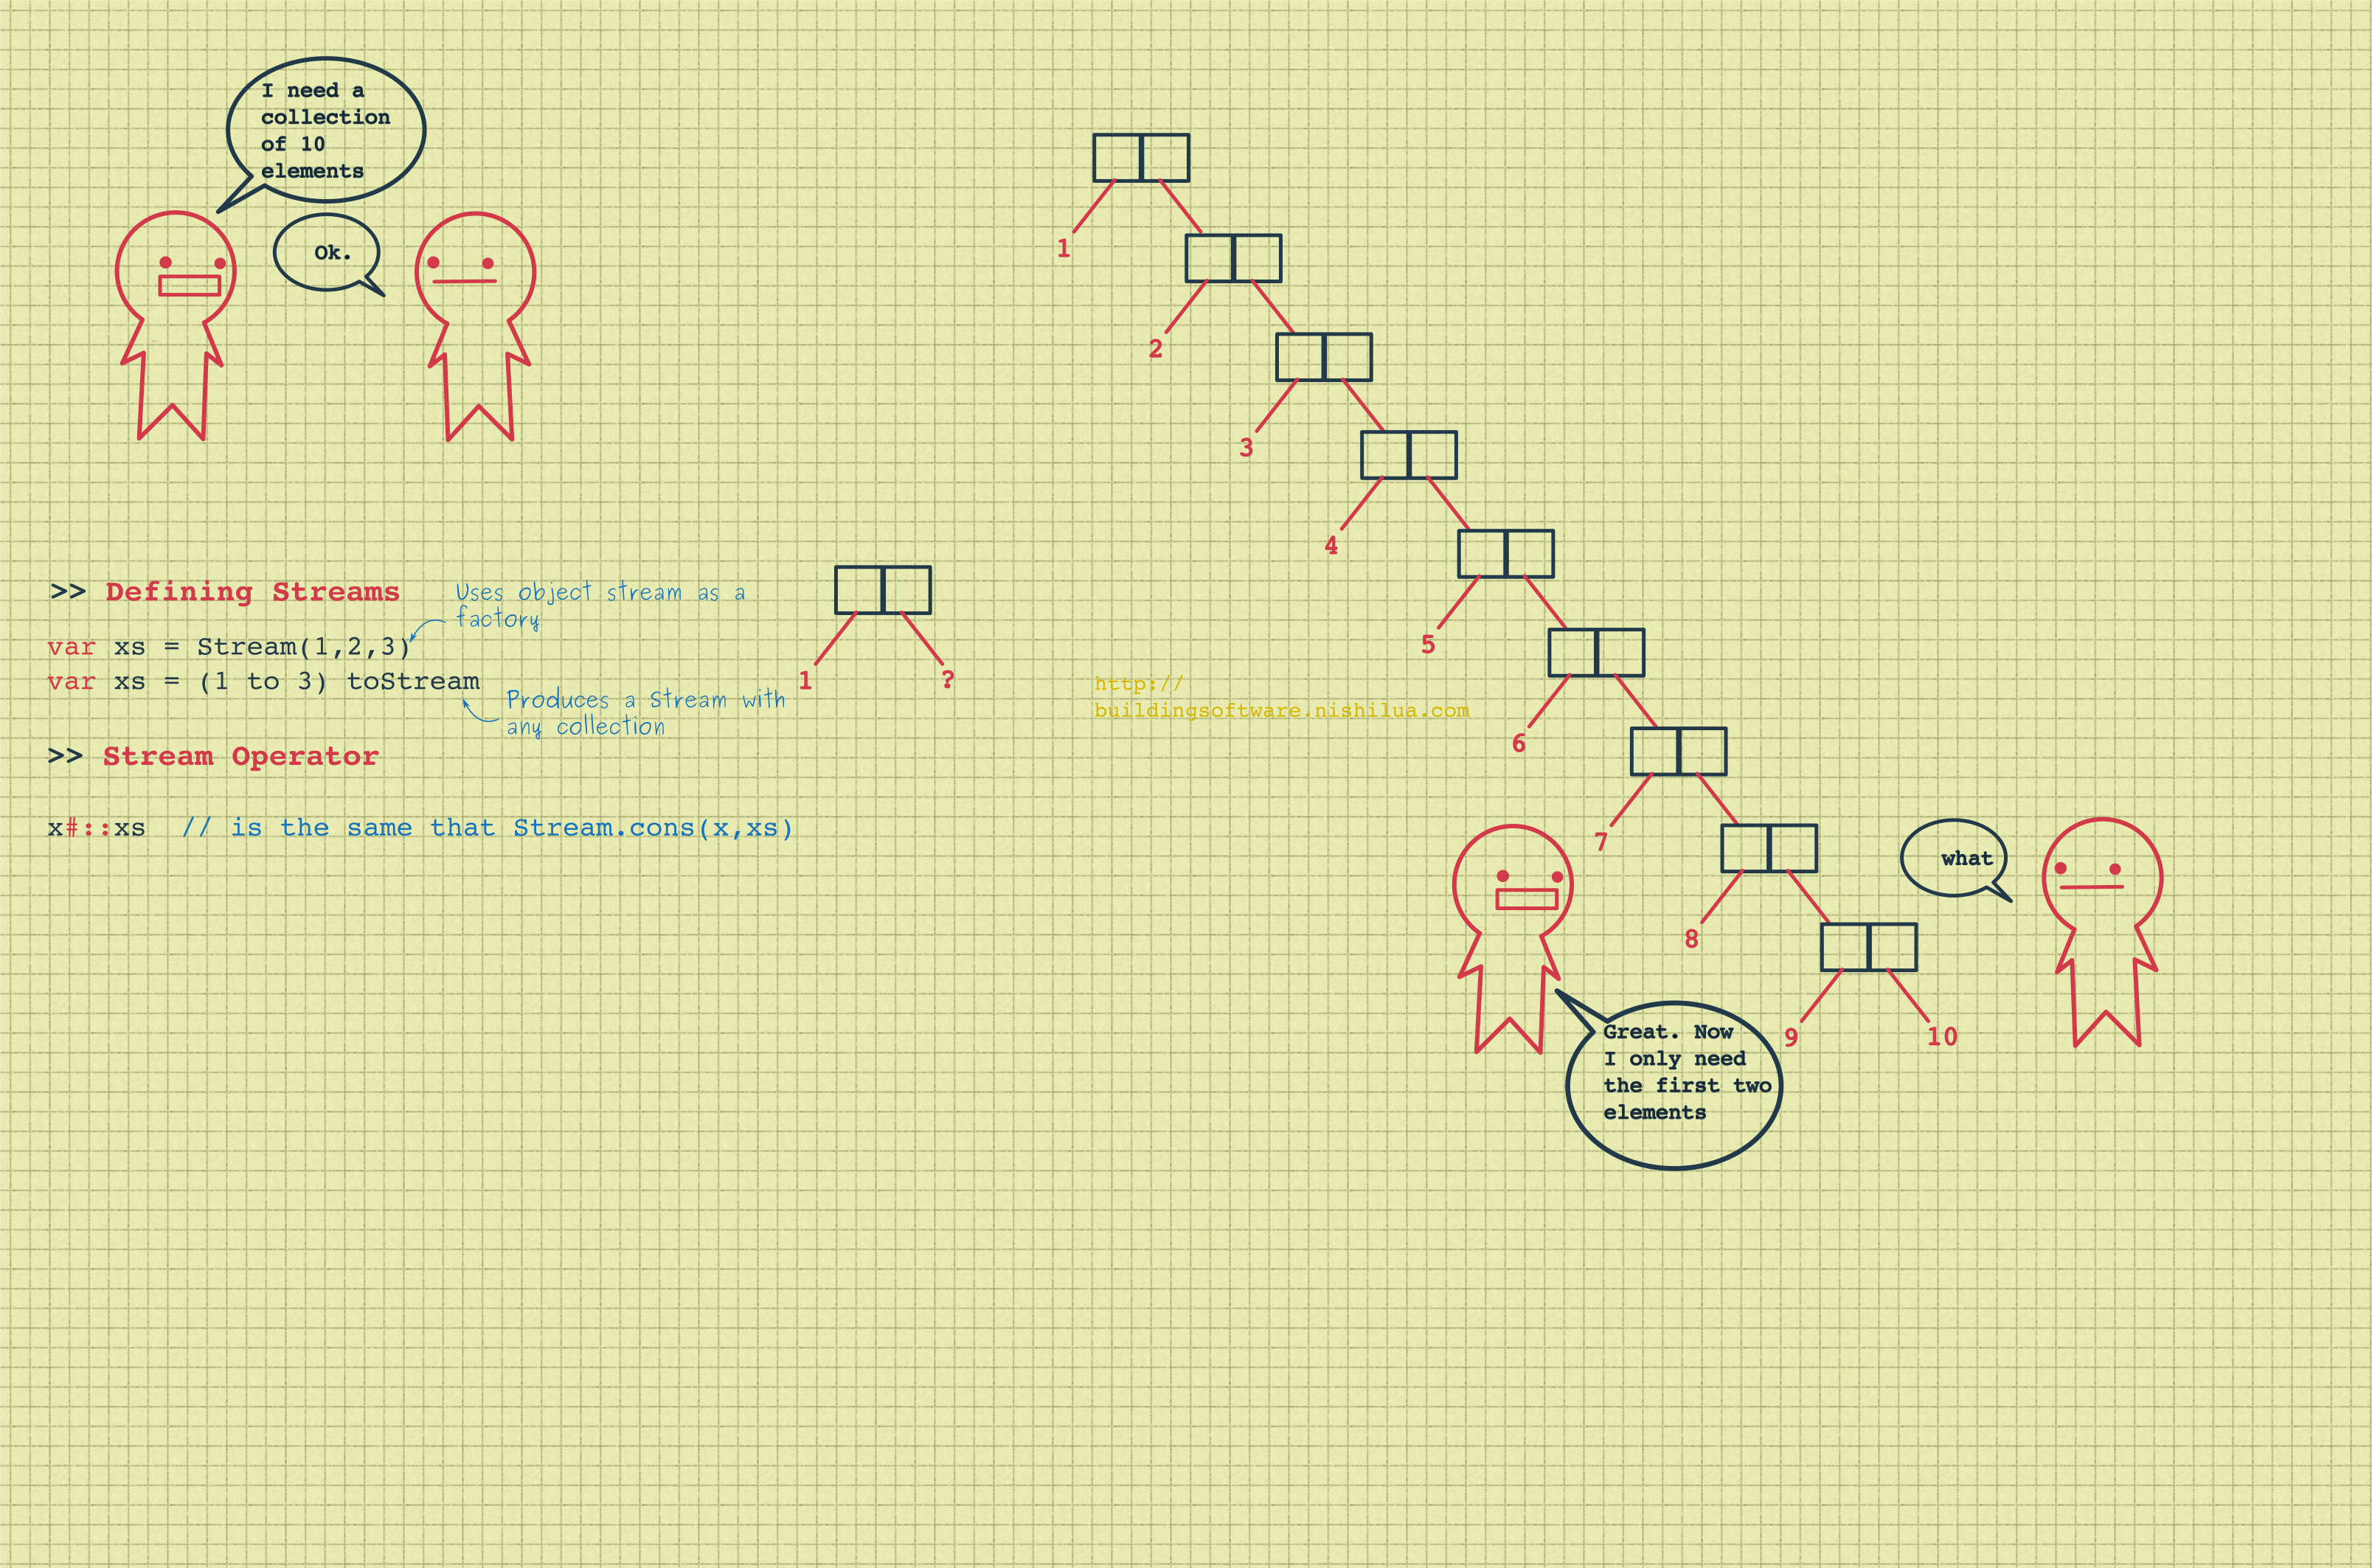 I need a
collection
of 10
elements
Ok.
1
2
3
4
5
6
7
8
9
10
>> Defining Streams
Uses object stream as a
factory
var xs = Stream(1,2,3)
var xs = (1 to 3) toStream
Produces a Stream with
any collection
>> Stream Operator
x#::xs // is the same that Stream.cons(x,xs)
1
?
http://
buildingsoftware.nishilua.com
what
Great. Now
I only need
the first two
elements